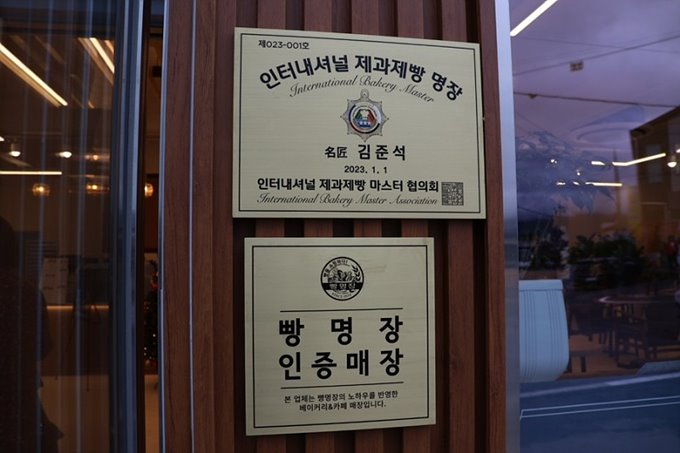 제023-001호
인터내셔널 제과제빵 명장
International Bakery Master
名匠 김준석
2023. 1. 1
인터내셔널 제과제빵 마스터 협의회
International Bakery Master Association
빵명장
빵 명 장
인증매장
본 업체는 빵명장의 노하우를 반영한
베이커리&카페 매장입니다.